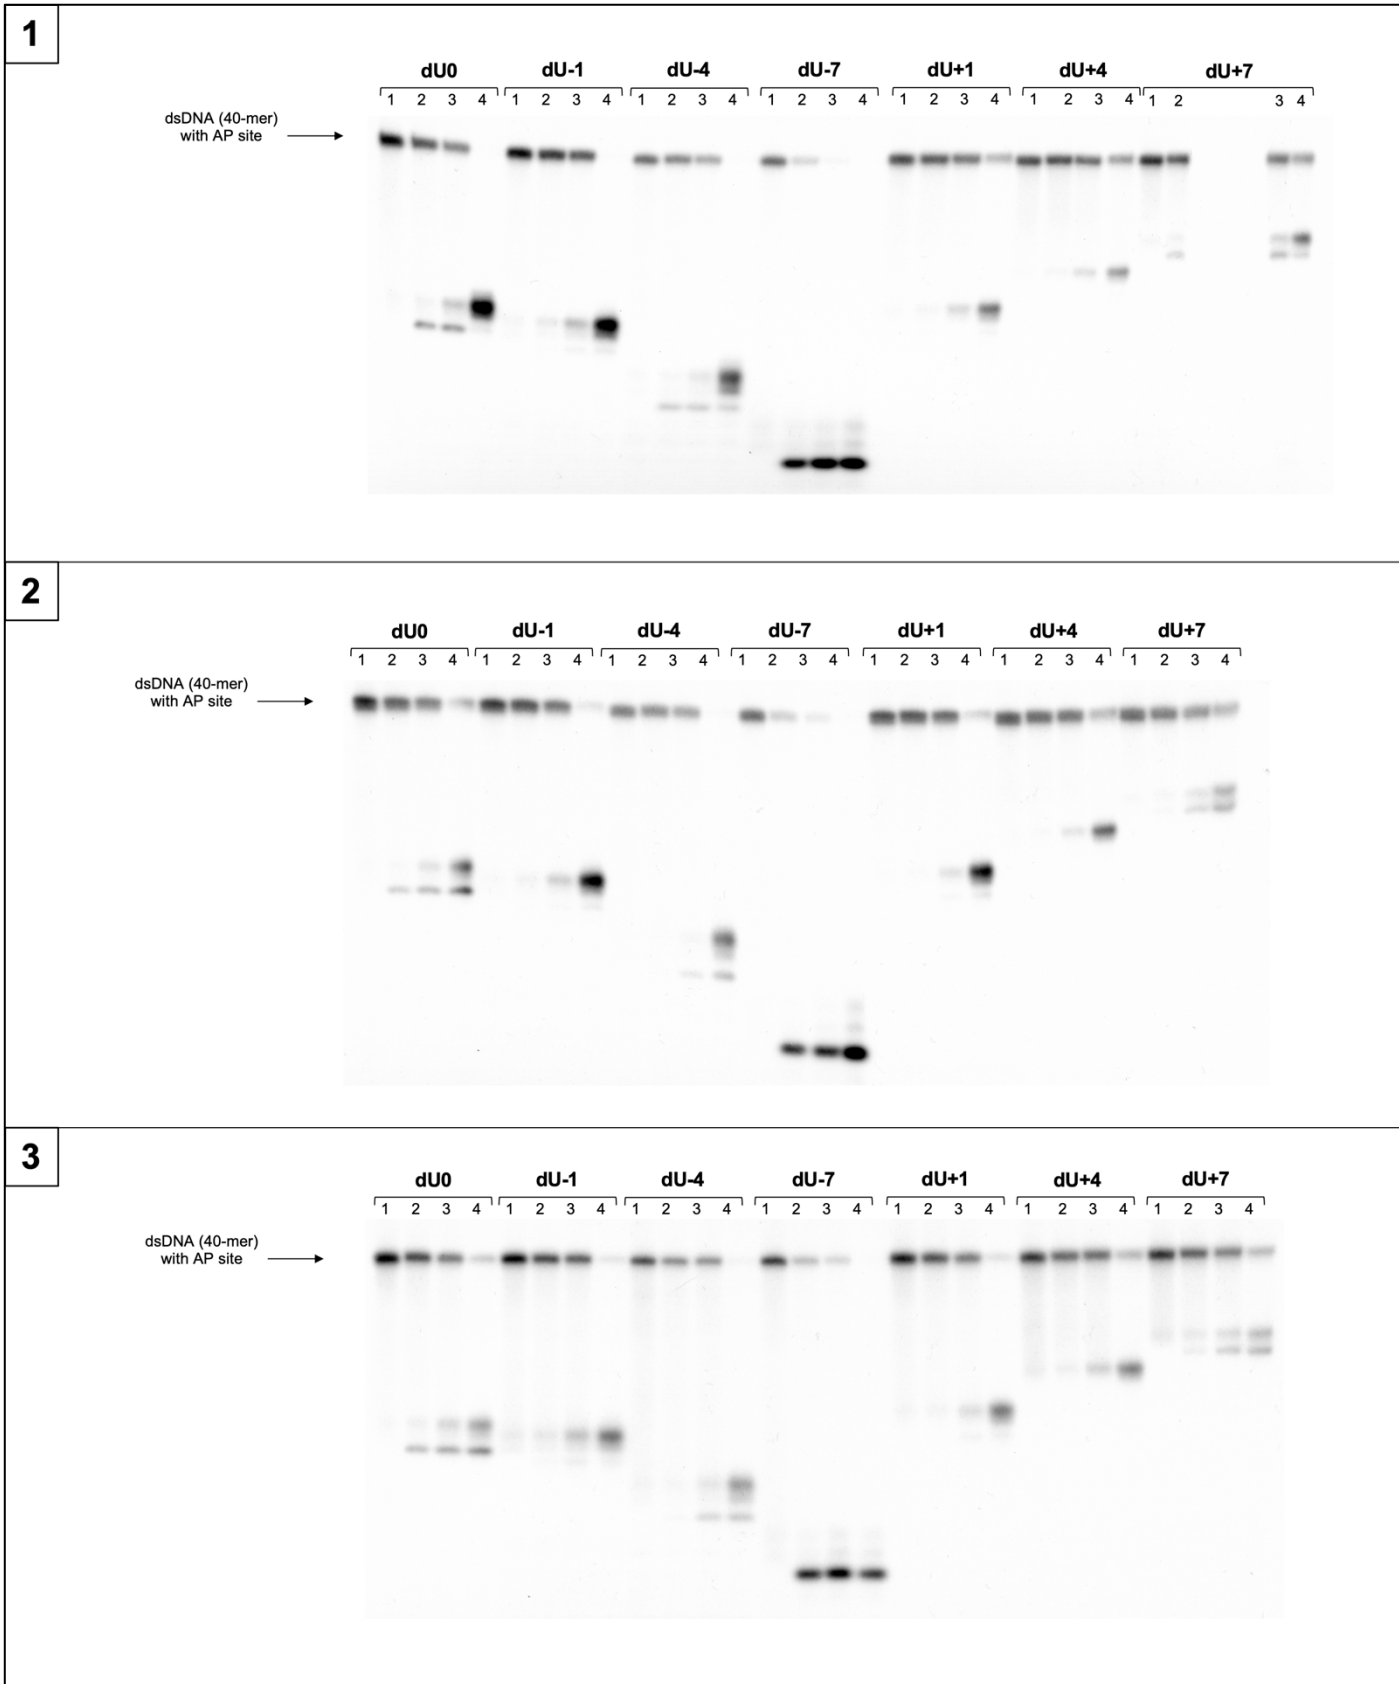 1
dU0 dU-1 dU-4 dU-7 dU+1 dU+4 dU+7
1 2 3 4 1 2 3 4 1 2 3 4 1 2 3 4 1 2 3 4 1 2 3 4 1 2 3 4
dsDNA (40-mer)
with AP site
2
dU0 dU-1 dU-4 dU-7 dU+1 dU+4 dU+7
1 2 3 4 1 2 3 4 1 2 3 4 1 2 3 4 1 2 3 4 1 2 3 4 1 2 3 4
dsDNA (40-mer)
with AP site
3
dU0 dU-1 dU-4 dU-7 dU+1 dU+4 dU+7
1 2 3 4 1 2 3 4 1 2 3 4 1 2 3 4 1 2 3 4 1 2 3 4 1 2 3 4
dsDNA (40-mer)
with AP site